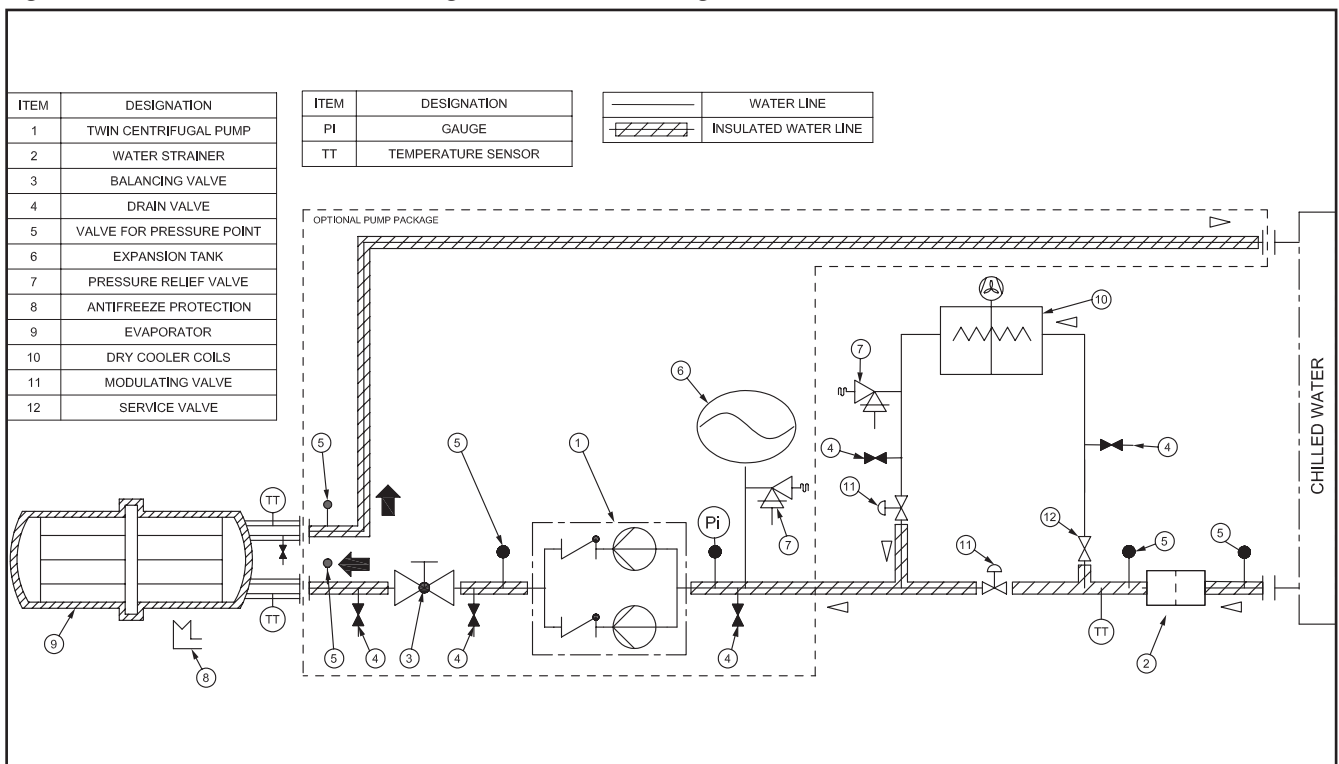 ITEM DESIGNATION
1 TWIN CENTRIFUGAL PUMP
2 WATER STRAINER
3 BALANCING VALVE
4 DRAIN VALVE
5 VALVE FOR PRESSURE POINT
6 EXPANSION TANK
7 PRESSURE RELIEF VALVE
8 ANTIFREEZE PROTECTION
9 EVAPORATOR
10 DRY COOLER COILS
11 MODULATING VALVE
12 SERVICE VALVE
ITEM DESIGNATION
PI GAUGE
TT TEMPERATURE SENSOR
WATER LINE
INSULATED WATER LINE
OPTIONAL PUMP PACKAGE
10
7
6
5
5
1
4
4
11
CHILLED WATER
TT
Pi
7
12
11
5
5
5
TT
TT
9
8
4
3
4
4
2